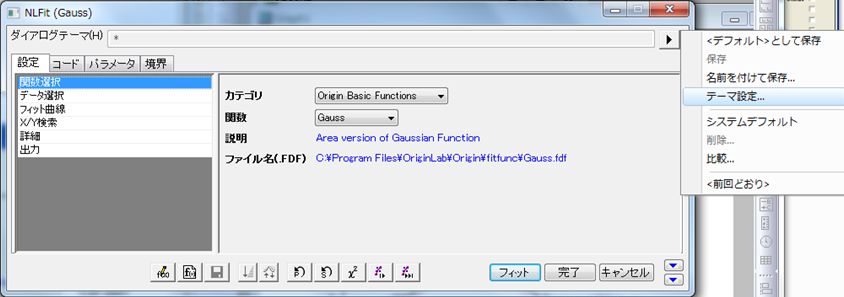 NLFit (Gauss)
ダイアログテーマ(H) *
設定 コード パラメータ 境界
関数選択
データ選択
フィット曲線
X/Y検索
詳細
出力
カテゴリ Origin Basic Functions
関数 Gauss
説明 Area version of Gaussian Function
ファイル名(.FDF) C:¥Program Files¥OriginLab¥Origin¥fitfunc¥Gauss.fdf
フィット 完了 キャンセル
<デフォルト>として保存
保存
名前を付けて保存...
テーマ設定...
システムデフォルト
削除...
比較...
<前回どおり>